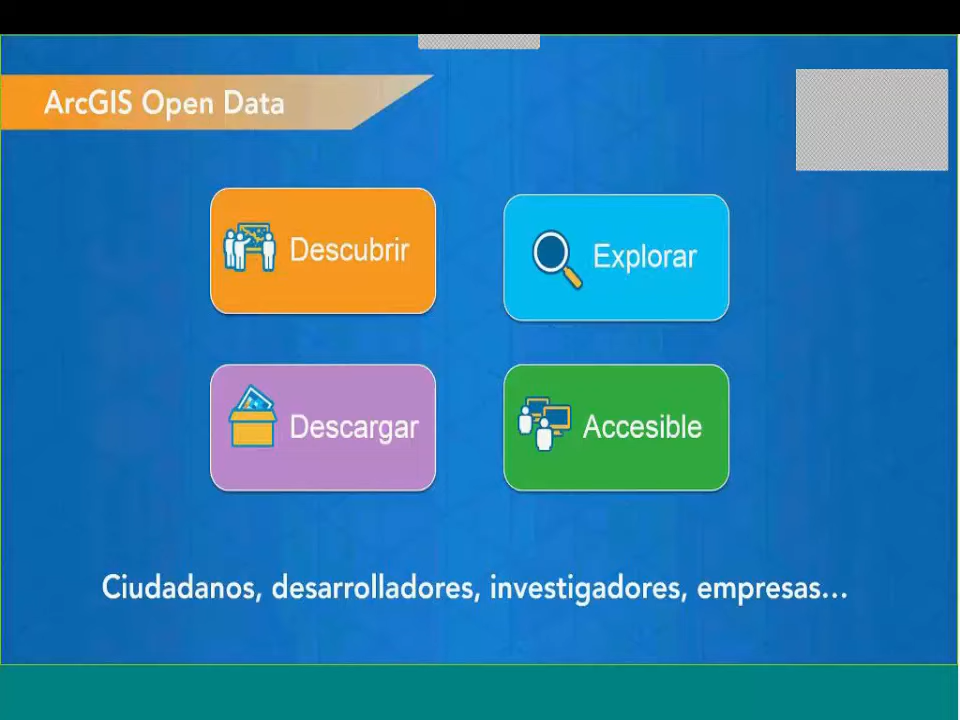 ArcGIS Open Data
Descubrir
Explorar
Descargar
Accesible
Ciudadanos, desarrolladores, investigadores, empresas...